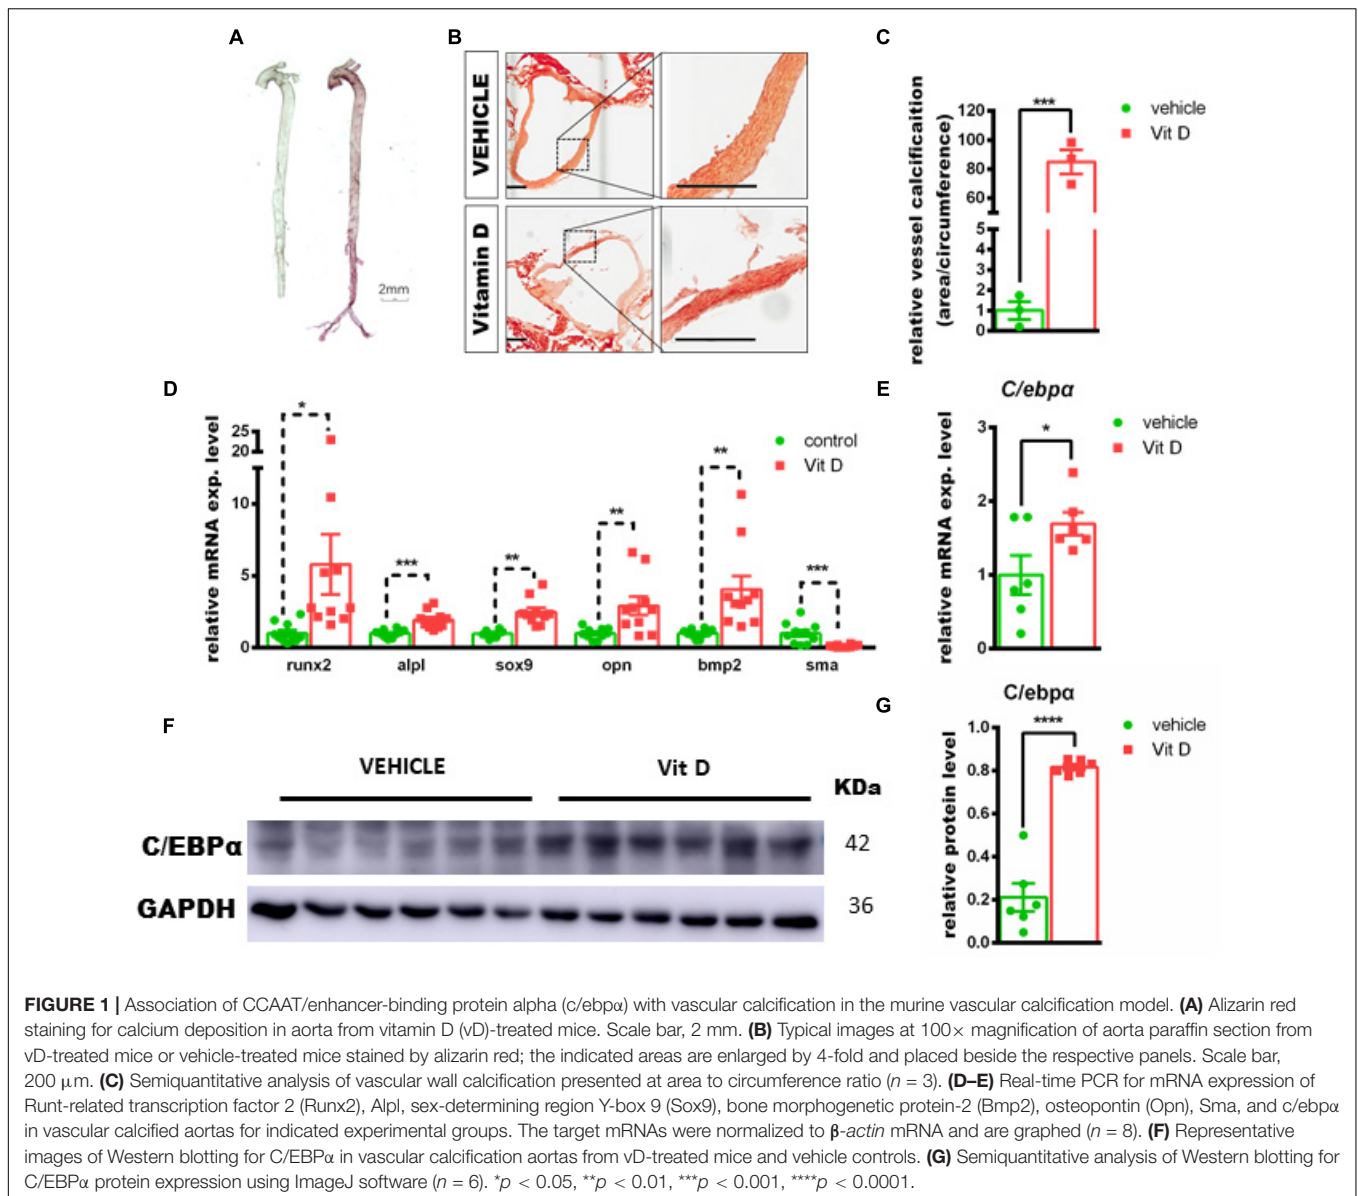 A
2mm
B
VEHICLE
Vitamin D
C
relative vessel calcificaition
(area/circumference)
120
100
80
60
5
4
3
2
1
0
***
vehicle
Vit D
D
relative mRNA exp. level
25
20
10
5
0
*
***
**
**
**
***
control
Vit D
runx2 alpl sox9 opn bmp2 sma
E
C/ebpα
relative mRNA exp. level
3
2
1
0
*
vehicle
Vit D
F
VEHICLE Vit D
KDa
C/EBPα 42
GAPDH 36
G
C/ebpα
relative protein level
1.0
0.8
0.6
0.4
0.2
0.0
****
vehicle
Vit D
FIGURE 1 | Association of CCAAT/enhancer-binding protein alpha (c/ebpα) with vascular calcification in the murine vascular calcification model. (A) Alizarin red
staining for calcium deposition in aorta from vitamin D (vD)-treated mice. Scale bar, 2 mm. (B) Typical images at 100× magnification of aorta paraffin section from
vD-treated mice or vehicle-treated mice stained by alizarin red; the indicated areas are enlarged by 4-fold and placed beside the respective panels. Scale bar,
200 μm. (C) Semiquantitative analysis of vascular wall calcification presented at area to circumference ratio (n = 3). (D–E) Real-time PCR for mRNA expression of
Runt-related transcription factor 2 (Runx2), Alpl, sex-determining region Y-box 9 (Sox9), bone morphogenetic protein-2 (Bmp2), osteopontin (Opn), Sma, and c/ebpα
in vascular calcified aortas for indicated experimental groups. The target mRNAs were normalized to β-actin mRNA and are graphed (n = 8). (F) Representative
images of Western blotting for C/EBPα in vascular calcification aortas from vD-treated mice and vehicle controls. (G) Semiquantitative analysis of Western blotting for
C/EBPα protein expression using ImageJ software (n = 6). *p < 0.05, **p < 0.01, ***p < 0.001, ****p < 0.0001.